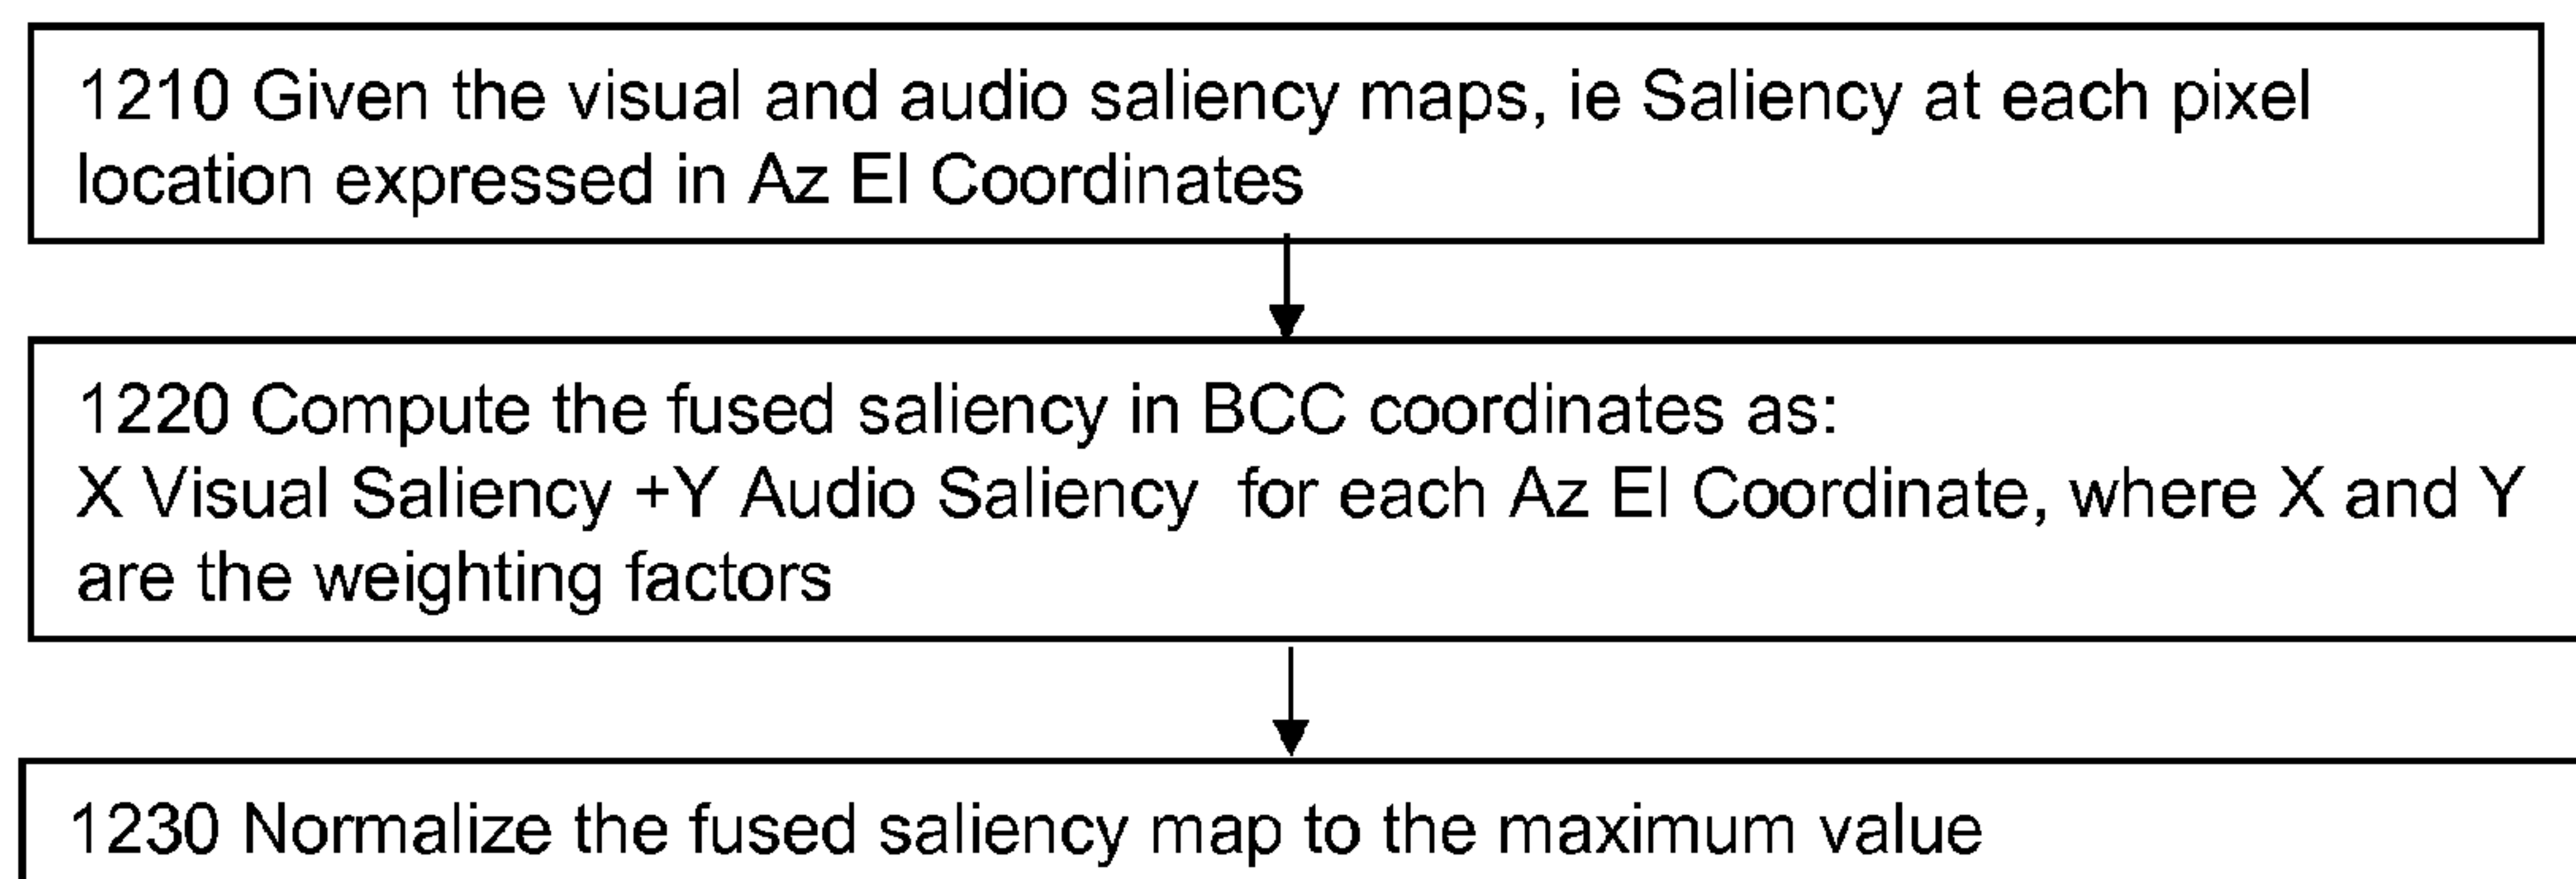 1210 Given the visual and audio saliency maps, ie Saliency at each pixel
location expressed in Az El Coordinates
1220 Compute the fused saliency in BCC coordinates as:
X Visual Saliency +Y Audio Saliency for each Az El Coordinate, where X and Y
are the weighting factors
1230 Normalize the fused saliency map to the maximum value